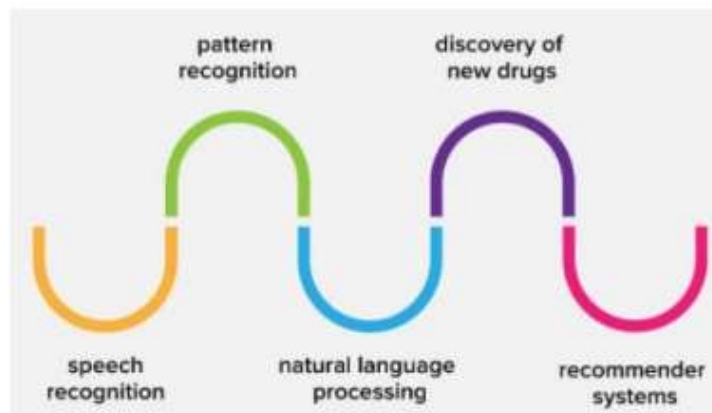 pattern
recognition
discovery of
new drugs
speech
recognition
natural language
processing
recommender
systems